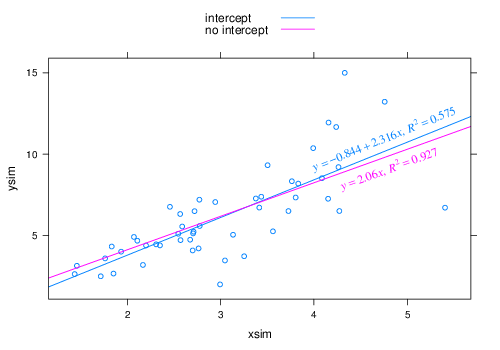 intercept
no intercept
15
10
5
ysim
y = −0.844 + 2.316x, R² = 0.575
y = 2.06x, R² = 0.927
2 3 4 5
xsim